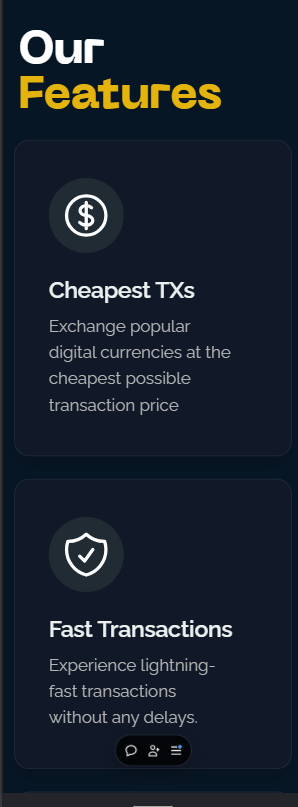 Our
Features
Cheapest TXs
Exchange popular
digital currencies at the
cheapest possible
transaction price
Fast Transactions
Experience lightning-
fast transactions
without any delays.